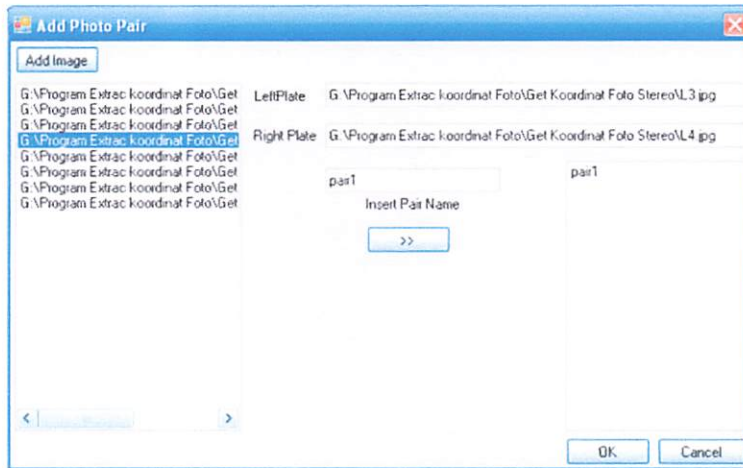 Add Photo Pair
Add Image
G:\Program Extrac koordinat Foto\Get
G:\Program Extrac koordinat Foto\Get
G:\Program Extrac koordinat Foto\Get
G:\Program Extrac koordinat Foto\Get
G:\Program Extrac koordinat Foto\Get
G:\Program Extrac koordinat Foto\Get
G:\Program Extrac koordinat Foto\Get
G:\Program Extrac koordinat Foto\Get
LeftPlate G:\Program Extrac koordinat Foto\Get Koordinat Foto Stereo\L3.jpg
Right Plate G:\Program Extrac koordinat Foto\Get Koordinat Foto Stereo\L4.jpg
pair1
Insert Pair Name
>>
pair1
OK Cancel